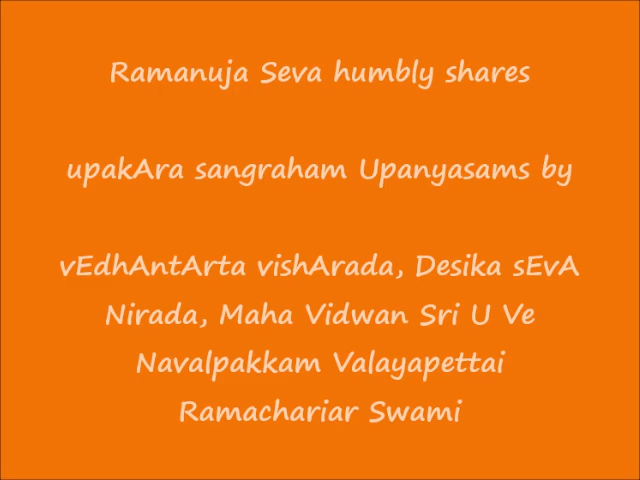 Ramanuja Seva humbly shares
upakAra sangraham Upanyasams by
vEdhAntArta vishArada, Desika sEvA
Nirada, Maha Vidwan Sri U Ve
Navalpakkam Valayapettai
Ramachariar Swami